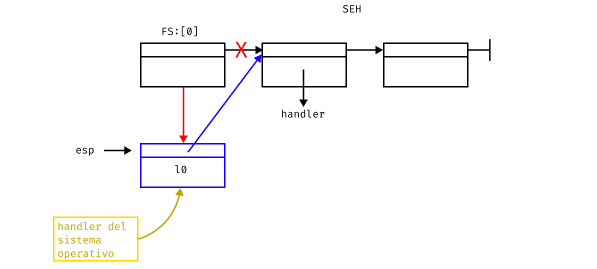 SEH
FS:[0]
handler
esp
l0
handler del
sistema
operativo